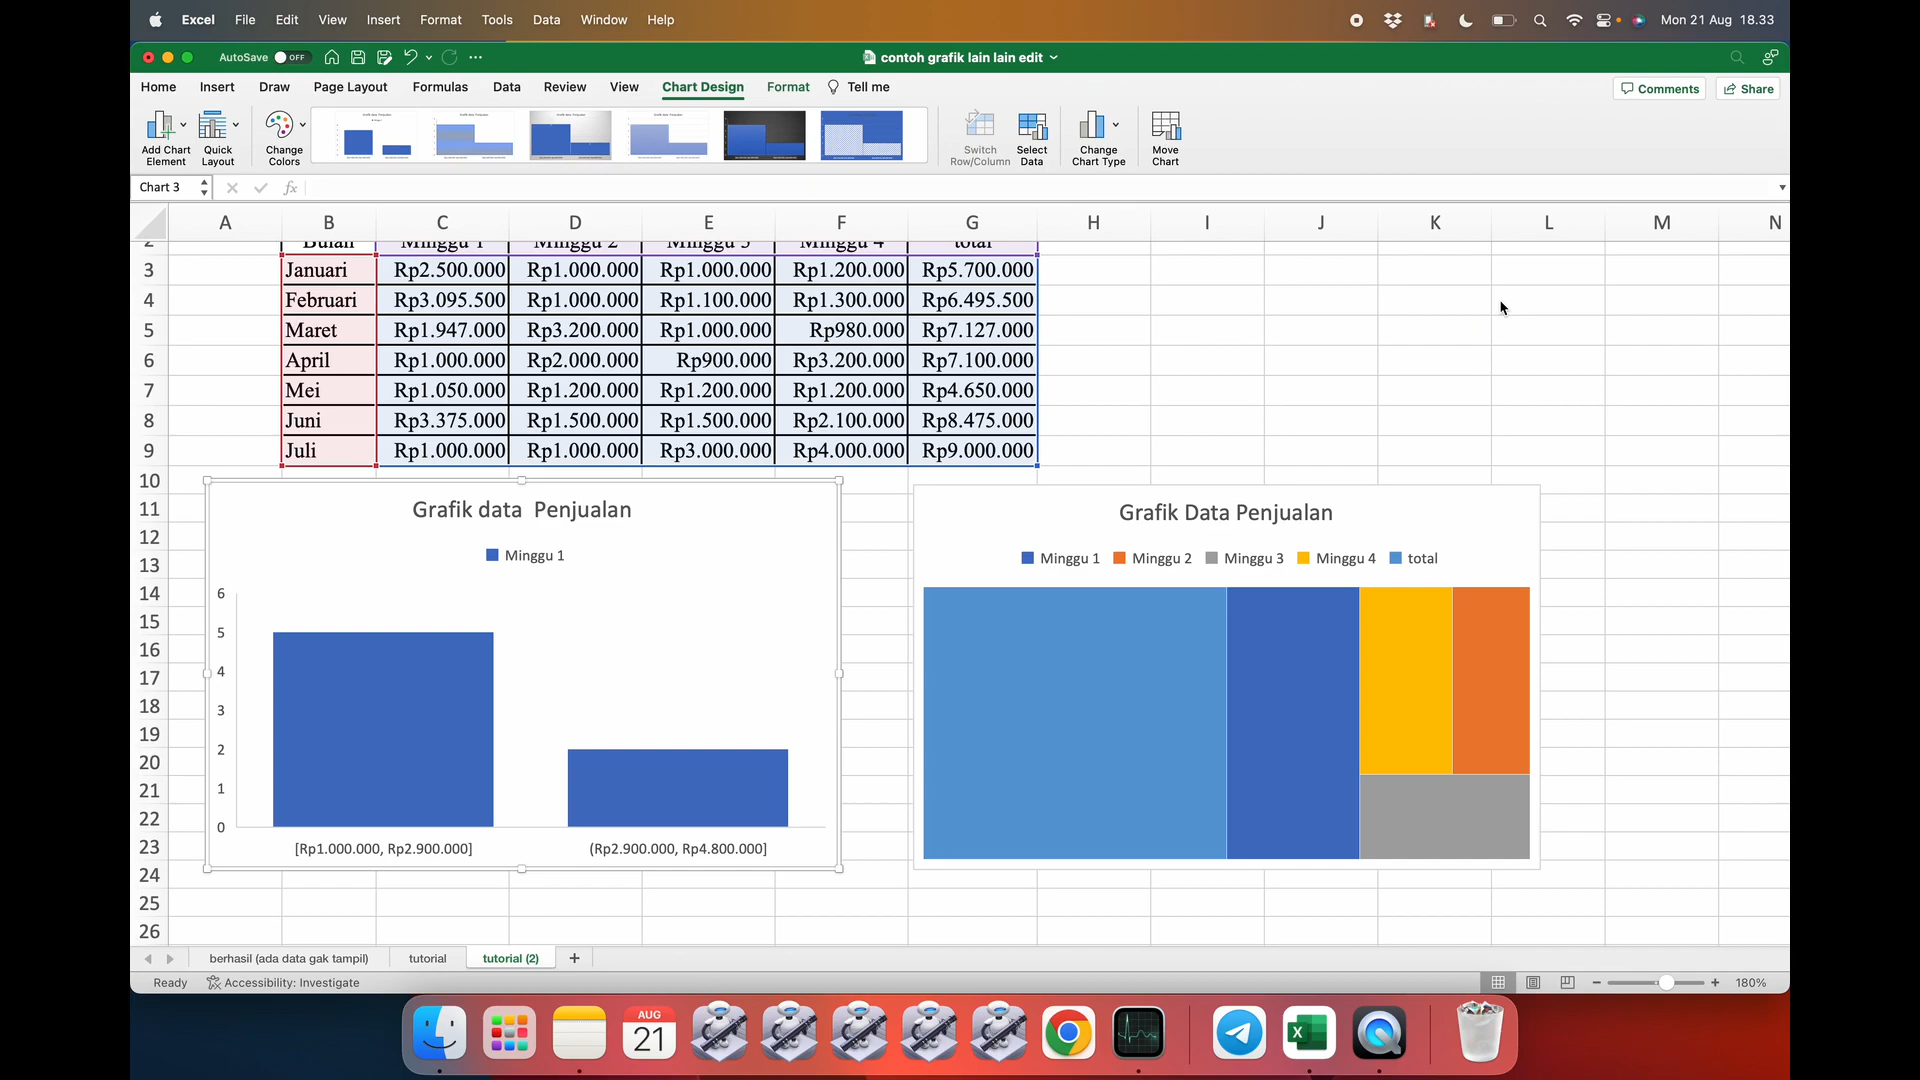 Excel File Edit View Insert Format Tools Data Window Help Mon 21 Aug 18.33
AutoSave OFF contoh grafik lain lain edit
Home Insert Draw Page Layout Formulas Data Review View Chart Design Format Tell me Comments Share
Add Chart Element Quick Layout Change Colors Switch Row/Column Select Data Change Chart Type Move Chart
Chart 3 fx
A B C D E F G H I J K L M N
2 Bulan Minggu 1 Minggu 2 Minggu 3 Minggu 4 total
3 Januari Rp2.500.000 Rp1.000.000 Rp1.000.000 Rp1.200.000 Rp5.700.000
4 Februari Rp3.095.500 Rp1.000.000 Rp1.100.000 Rp1.300.000 Rp6.495.500
5 Maret Rp1.947.000 Rp3.200.000 Rp1.000.000 Rp980.000 Rp7.127.000
6 April Rp1.000.000 Rp2.000.000 Rp900.000 Rp3.200.000 Rp7.100.000
7 Mei Rp1.050.000 Rp1.200.000 Rp1.200.000 Rp1.200.000 Rp4.650.000
8 Juni Rp3.375.000 Rp1.500.000 Rp1.500.000 Rp2.100.000 Rp8.475.000
9 Juli Rp1.000.000 Rp1.000.000 Rp3.000.000 Rp4.000.000 Rp9.000.000
10
11
12
13
14
15
16
17
18
19
20
21
22
23
24
25
26
Grafik data Penjualan
Minggu 1
6
5
4
3
2
1
0
[Rp1.000.000, Rp2.900.000] (Rp2.900.000, Rp4.800.000]
Grafik Data Penjualan
Minggu 1 Minggu 2 Minggu 3 Minggu 4 total
berhasil (ada data gak tampil) tutorial tutorial (2)
Ready Accessibility: Investigate 180%
AUG
21